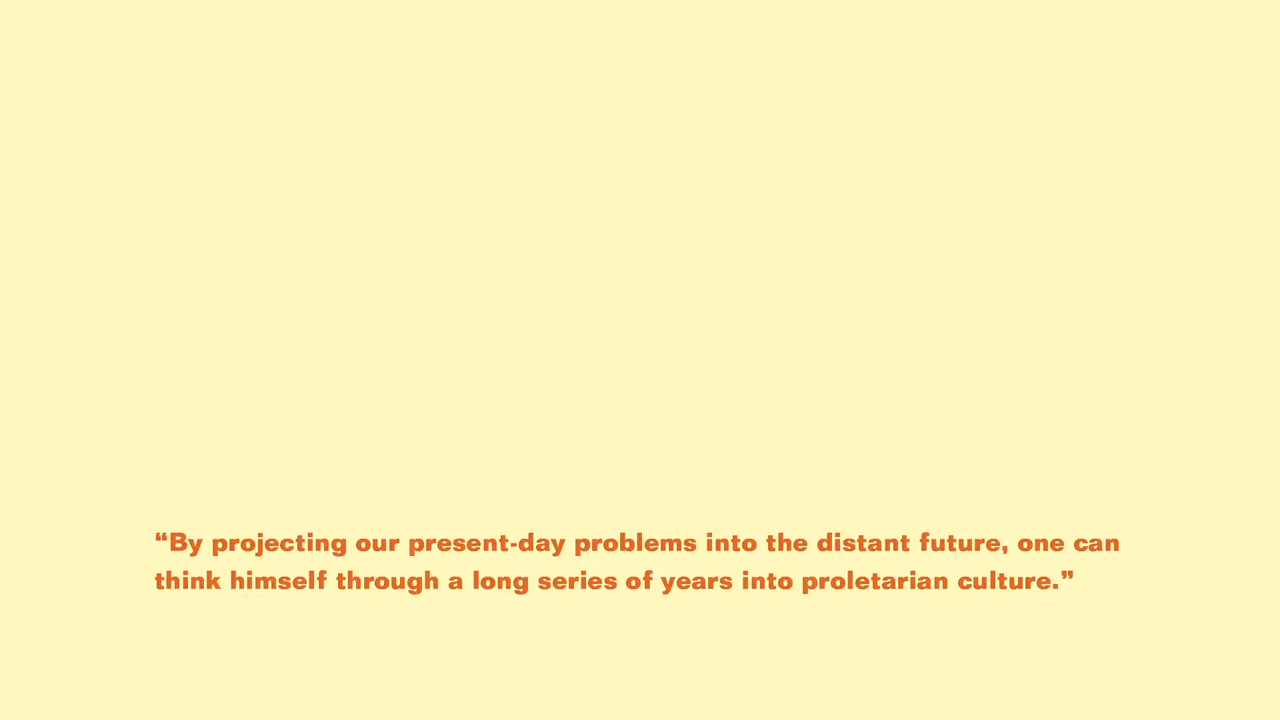 “By projecting our present-day problems into the distant future, one can
think himself through a long series of years into proletarian culture.”